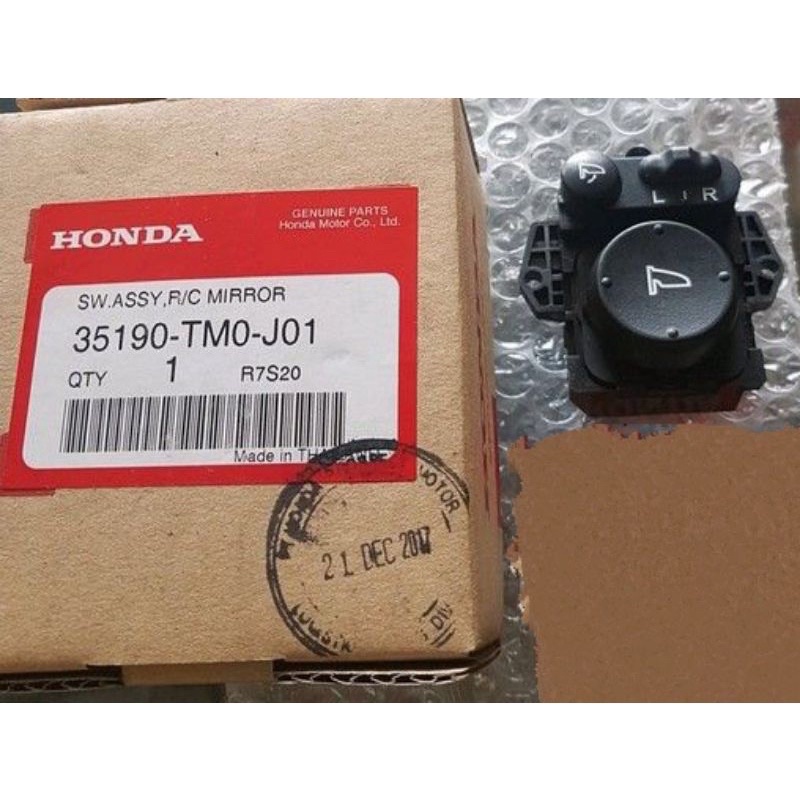 HONDA
GENUINE PARTS
Honda Motor Co., Ltd.
SW.ASSY,R/C MIRROR
35190-TM0-J01
QTY 1 R7S20
Made in
MOTOR
21 DEC 2017
L R